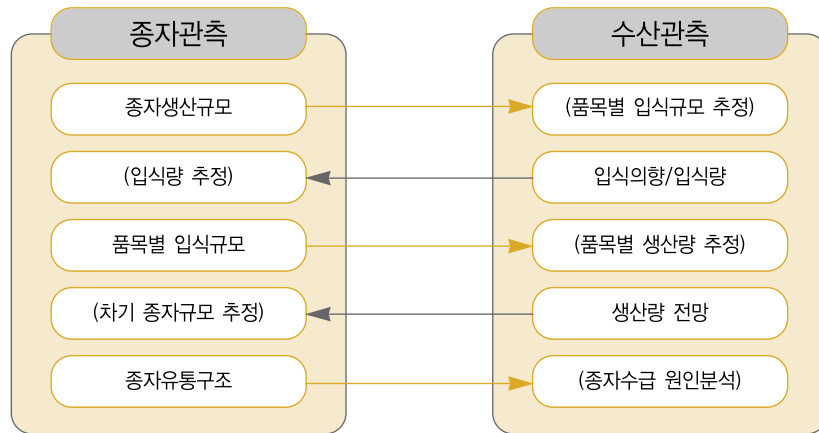 종자관측
수산관측
종자생산규모
(품목별 입식규모 추정)
(입식량 추정)
입식의향/입식량
품목별 입식규모
(품목별 생산량 추정)
(차기 종자규모 추정)
생산량 전망
종자유통구조
(종자수급 원인분석)